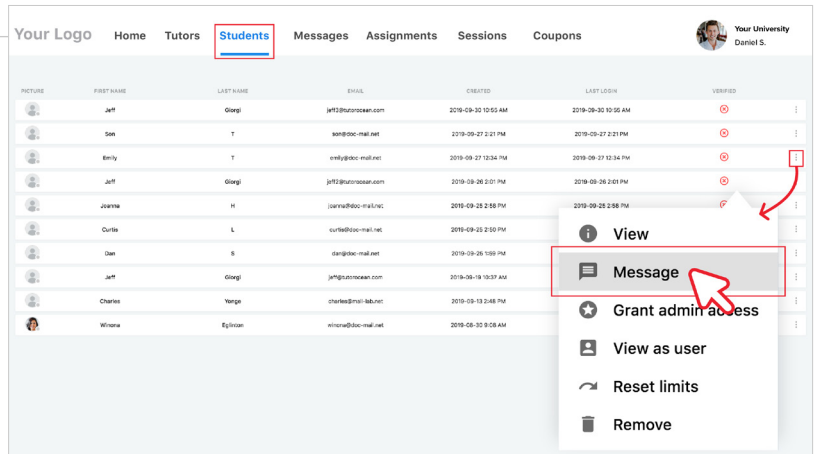 Your Logo Home Tutors Students Messages Assignments Sessions Coupons Your University
Daniel S.
PICTURE FIRST NAME LAST NAME EMAIL CREATED LAST LOGIN VERIFIED
Jeff Giorgi jeff3@tutorocean.com 2019-09-30 10:55 AM 2019-09-30 10:55 AM
Son T son@doc-mail.net 2019-09-27 2:21 PM 2019-09-27 2:21 PM
Emily T emily@doc-mail.net 2019-09-27 12:34 PM 2019-09-27 12:34 PM
Jeff Giorgi jeff2@tutorocean.com 2019-09-26 2:01 PM 2019-09-26 2:01 PM
Joanna H joanna@doc-mail.net 2019-09-25 2:58 PM 2019-09-25 2:58 PM
Curtis L curtis@doc-mail.net 2019-09-25 2:50 PM
Dan S dan@doc-mail.net 2019-09-25 1:59 PM
Jeff Giorgi jeff@tutorocean.com 2019-09-19 10:37 AM
Charles Yongo charles@mail-lab.net 2019-09-13 2:48 PM
Winona Eglinton winona@doc-mail.net 2019-08-30 9:08 AM
View
Message
Grant admin access
View as user
Reset limits
Remove